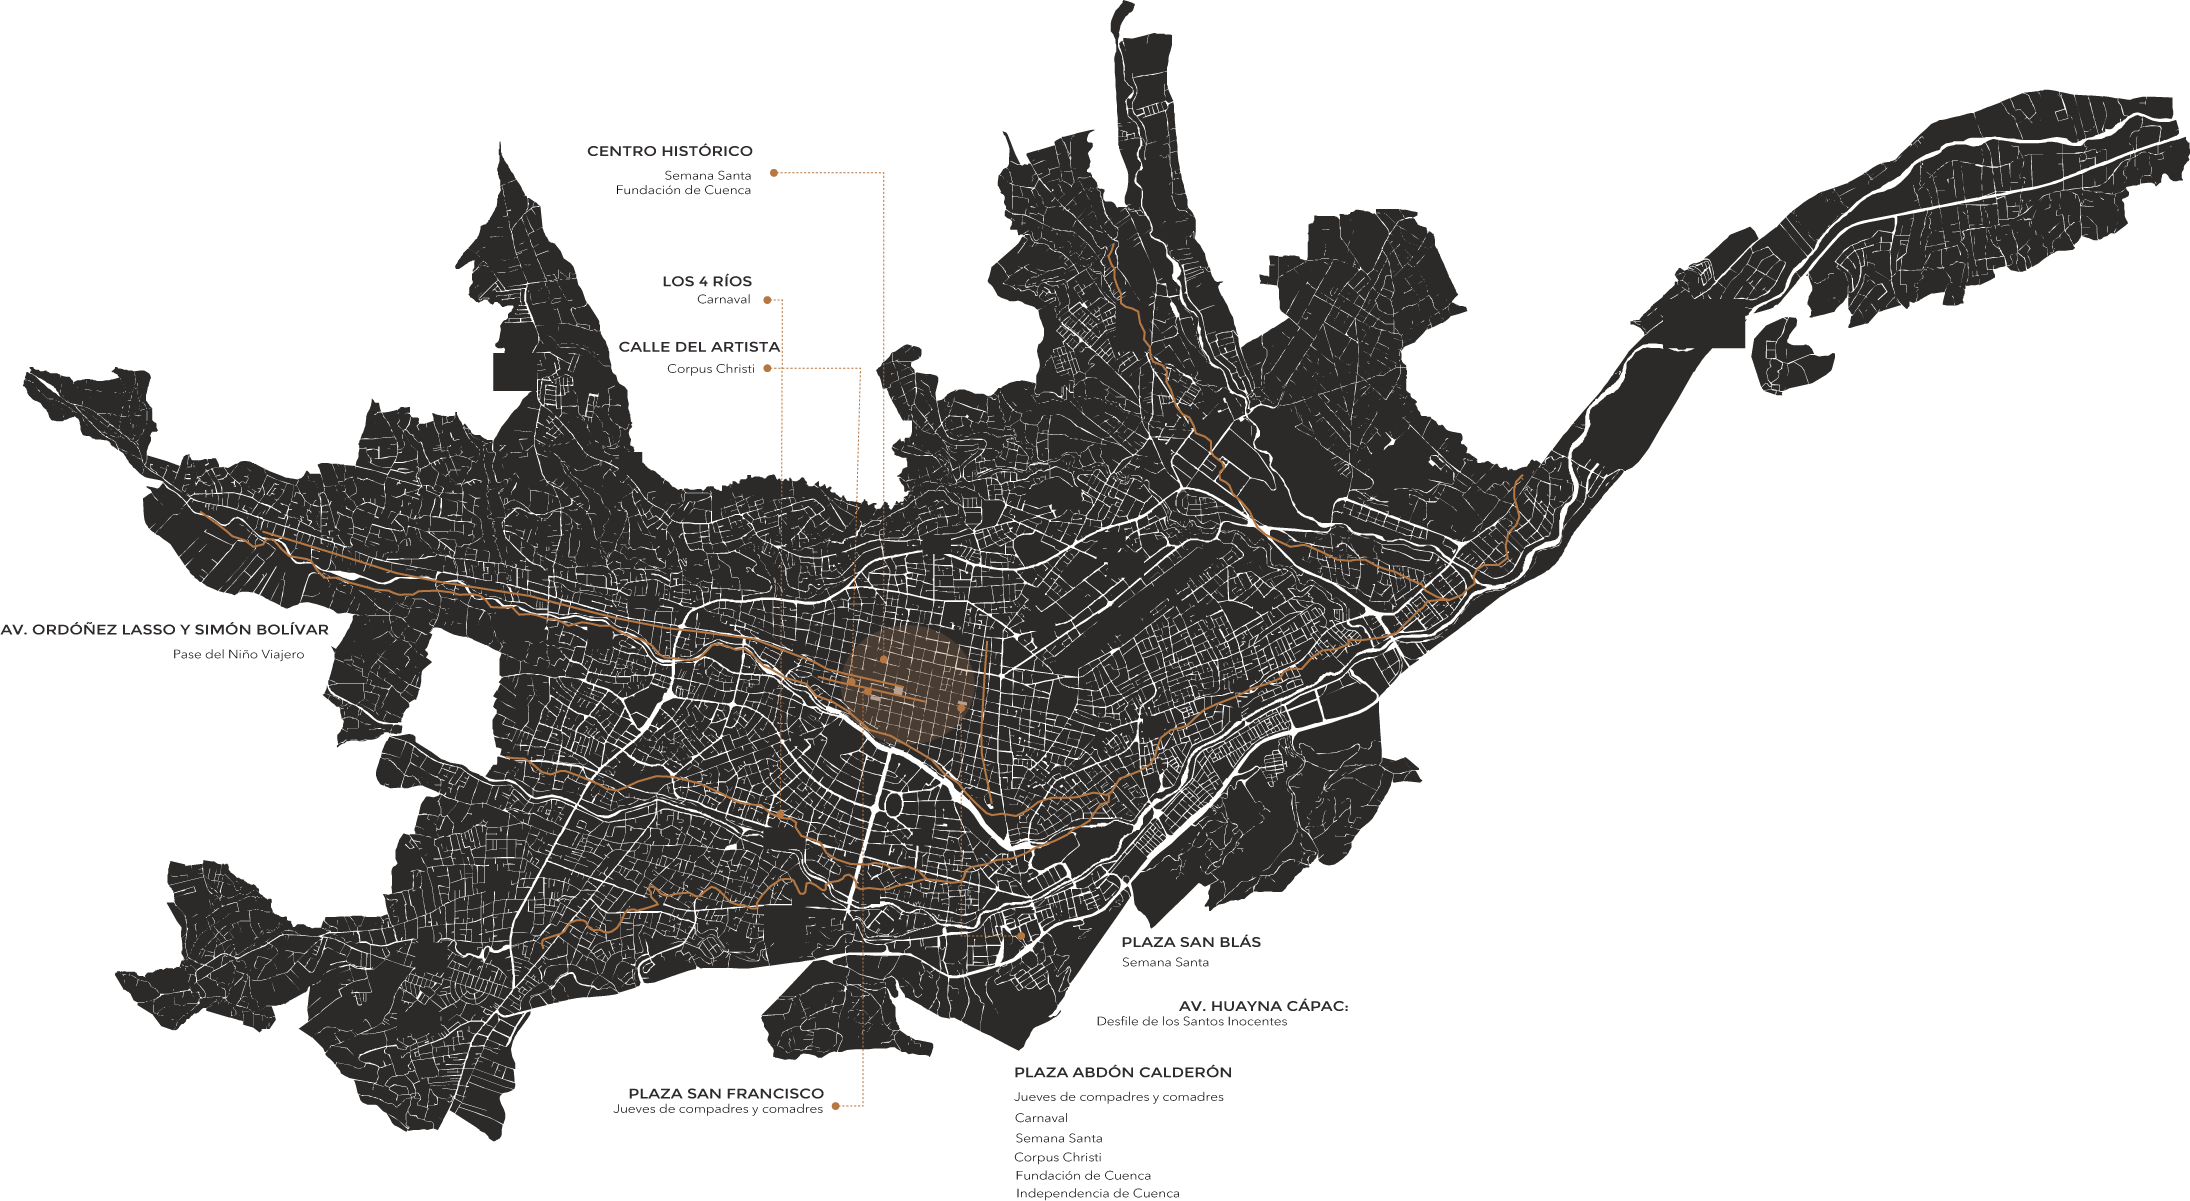 CENTRO HISTÓRICO
Semana Santa
Fundación de Cuenca
LOS 4 RÍOS
Carnaval
CALLE DEL ARTISTA
Corpus Christi
AV. ORDÓÑEZ LASSO Y SIMÓN BOLÍVAR
Pase del Niño Viajero
PLAZA SAN BLÁS
Semana Santa
AV. HUAYNA CÁPAC:
Desfile de los Santos Inocentes
PLAZA SAN FRANCISCO
Jueves de compadres y comadres
PLAZA ABDÓN CALDERÓN
Jueves de compadres y comadres
Carnaval
Semana Santa
Corpus Christi
Fundación de Cuenca
Independencia de Cuenca